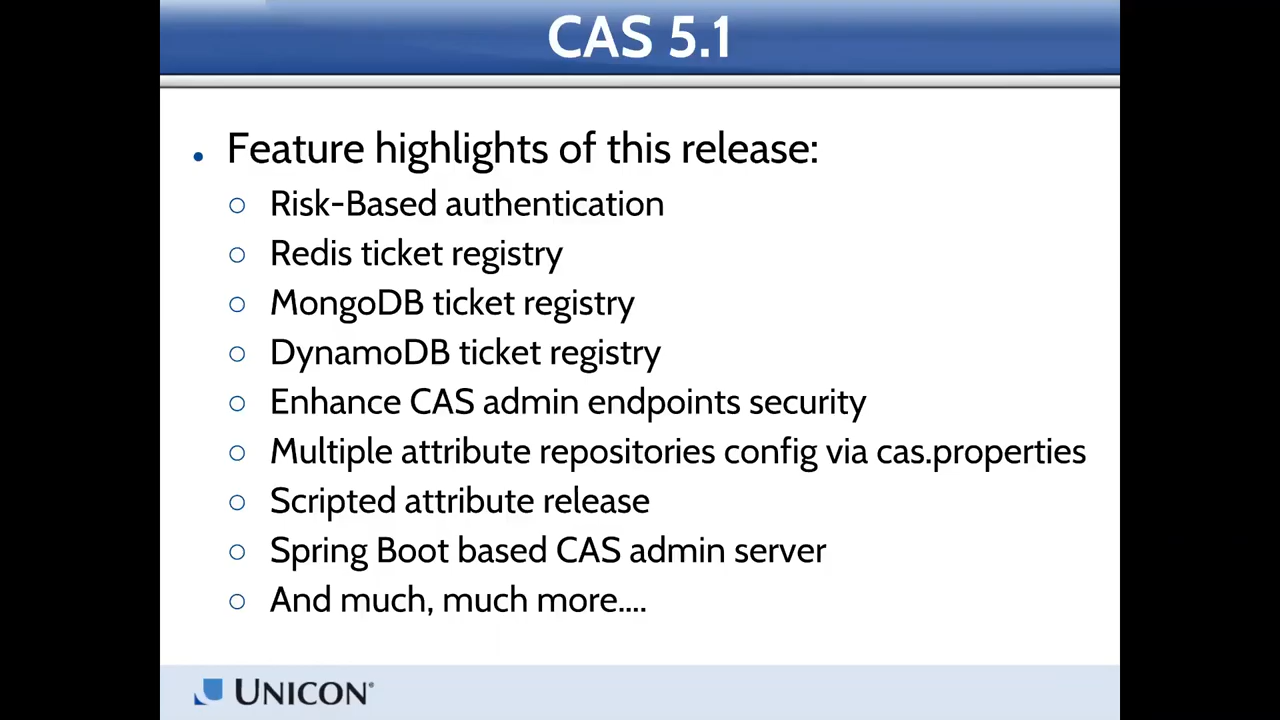 CAS 5.1
• Feature highlights of this release:
○ Risk-Based authentication
○ Redis ticket registry
○ MongoDB ticket registry
○ DynamoDB ticket registry
○ Enhance CAS admin endpoints security
○ Multiple attribute repositories config via cas.properties
○ Scripted attribute release
○ Spring Boot based CAS admin server
○ And much, much more....
UNICON®